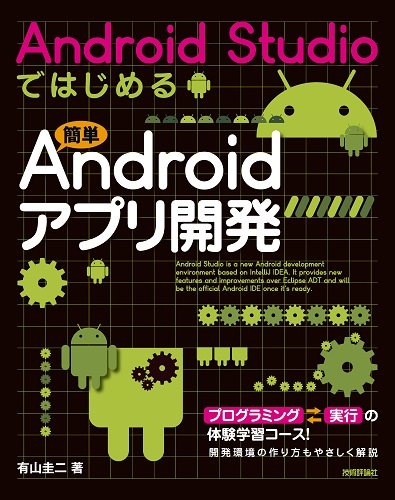 Android Studio
ではじめる
簡単
Android
アプリ開発
Android Studio is a new Android development
environment based on IntelliJ IDEA. It provides new
features and improvements over Eclipse ADT and will
be the official Android IDE once it's ready.
プログラミング⇄実行の
体験学習コース!
開発環境の作り方もやさしく解説
有山圭二 著
技術評論社